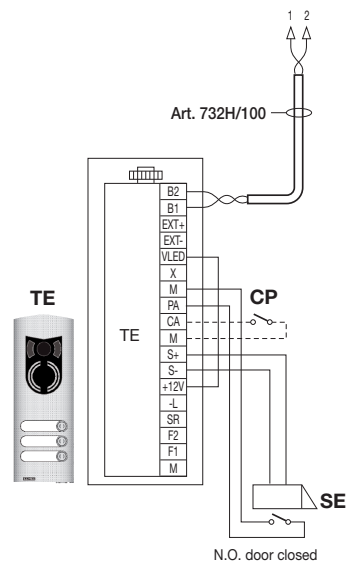 1 2
Art. 732H/100
B2
B1
EXT+
EXT-
VLED
X
M
PA
CA
M
S+
S-
+12V
-L
SR
F2
F1
M
TE
TE
CP
SE
N.O. door closed